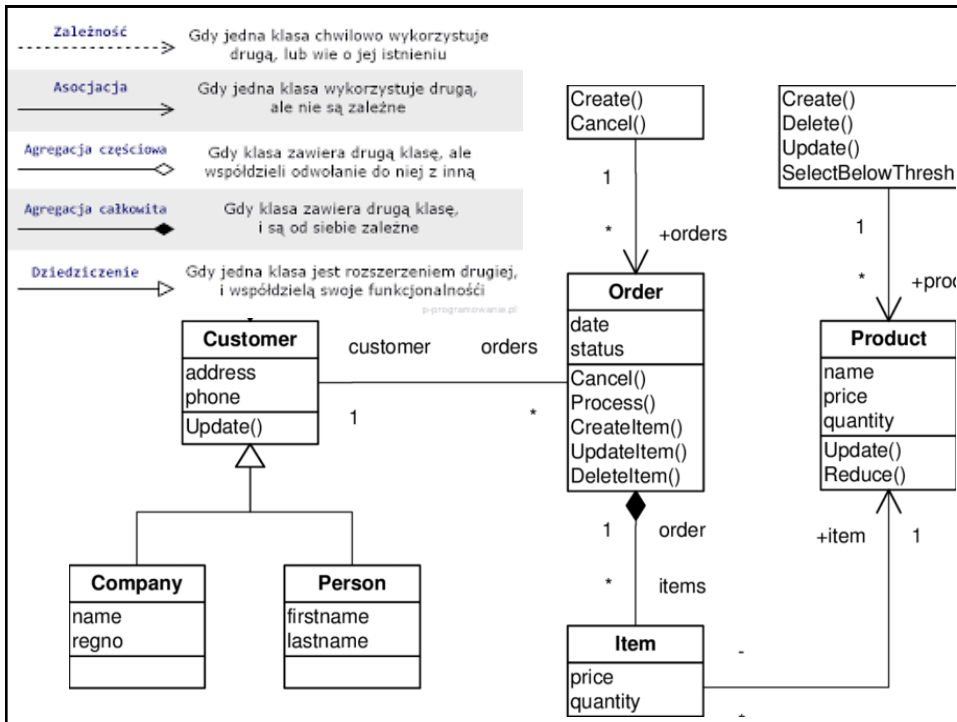 Zależność
Gdy jedna klasa chwilowo wykorzystuje
drugą, lub wie o jej istnieniu
Asocjacja
Gdy jedna klasa wykorzystuje drugą,
ale nie są zależne
Agregacja częściowa
Gdy klasa zawiera drugą klasę, ale
współdzieli odwołanie do niej z inną
Agregacja całkowita
Gdy klasa zawiera drugą klasę,
i są od siebie zależne
Dziedziczenie
Gdy jedna klasa jest rozszerzeniem drugiej,
i współdzielą swoje funkcjonalnośći
p-programowanie.pl
Create()
Cancel()
1
*
+orders
Create()
Delete()
Update()
SelectBelowThresh
1
*
+prod
Customer
address
phone
Update()
customer
orders
1
*
Order
date
status
Cancel()
Process()
CreateItem()
UpdateItem()
DeleteItem()
Product
name
price
quantity
Update()
Reduce()
1
order
*
items
+item
1
Company
name
regno
Person
firstname
lastname
Item
price
quantity
-
*